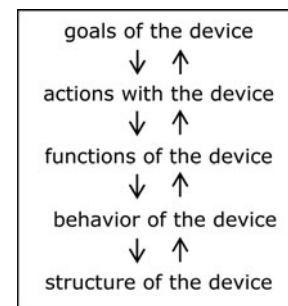 goals of the device
↓ ↑
actions with the device
↓ ↑
functions of the device
↓ ↑
behavior of the device
↓ ↑
structure of the device